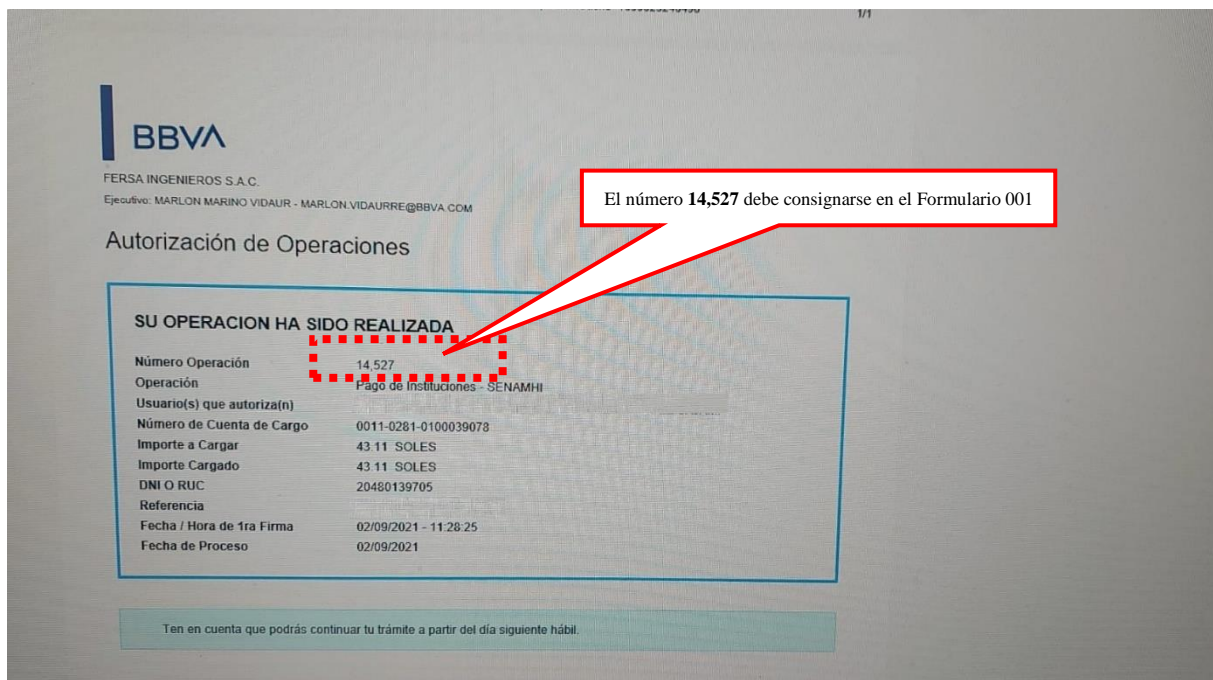 1/1
BBVA
FERSA INGENIEROS S.A.C.
Ejecutivo: MARLON MARINO VIDAUR - MARLON.VIDAURRE@BBVA.COM
El número 14,527 debe consignarse en el Formulario 001
Autorización de Operaciones
SU OPERACION HA SIDO REALIZADA
Número Operación 14,527
Operación Pago de Instituciones - SENAMHI
Usuario(s) que autoriza(n)
Número de Cuenta de Cargo 0011-0281-0100039078
Importe a Cargar 43.11 SOLES
Importe Cargado 43.11 SOLES
DNI O RUC 20480139705
Referencia
Fecha / Hora de 1ra Firma 02/09/2021 - 11:28:25
Fecha de Proceso 02/09/2021
Ten en cuenta que podrás continuar tu trámite a partir del día siguiente hábil.